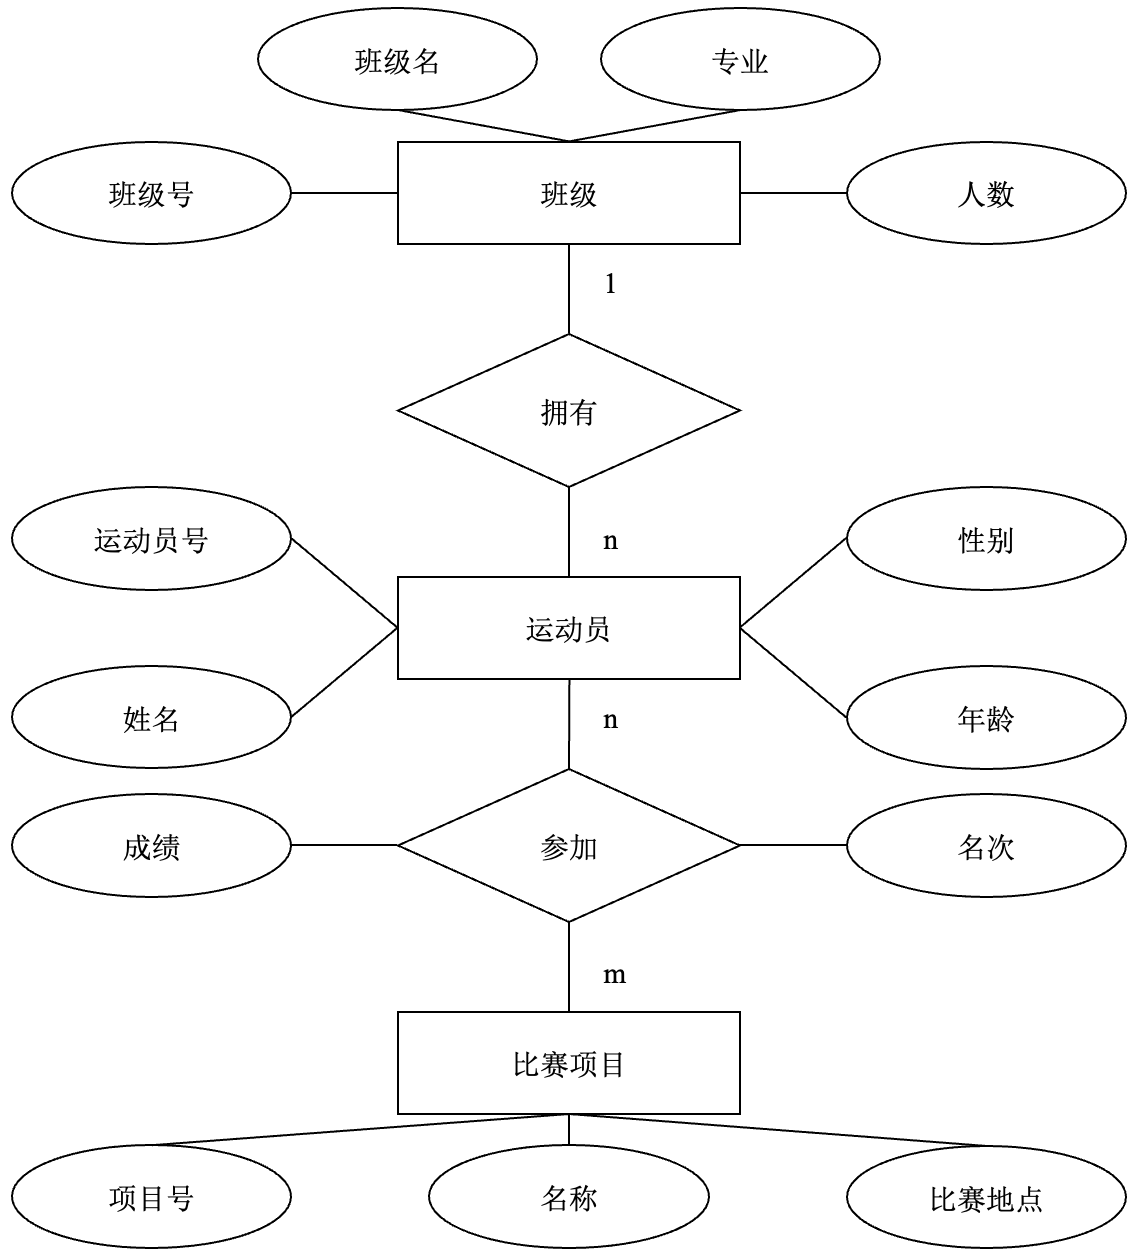 班级名
专业
班级号
班级
人数
1
拥有
运动员号
n
性别
运动员
姓名
n
年龄
成绩
参加
名次
m
比赛项目
项目号
名称
比赛地点